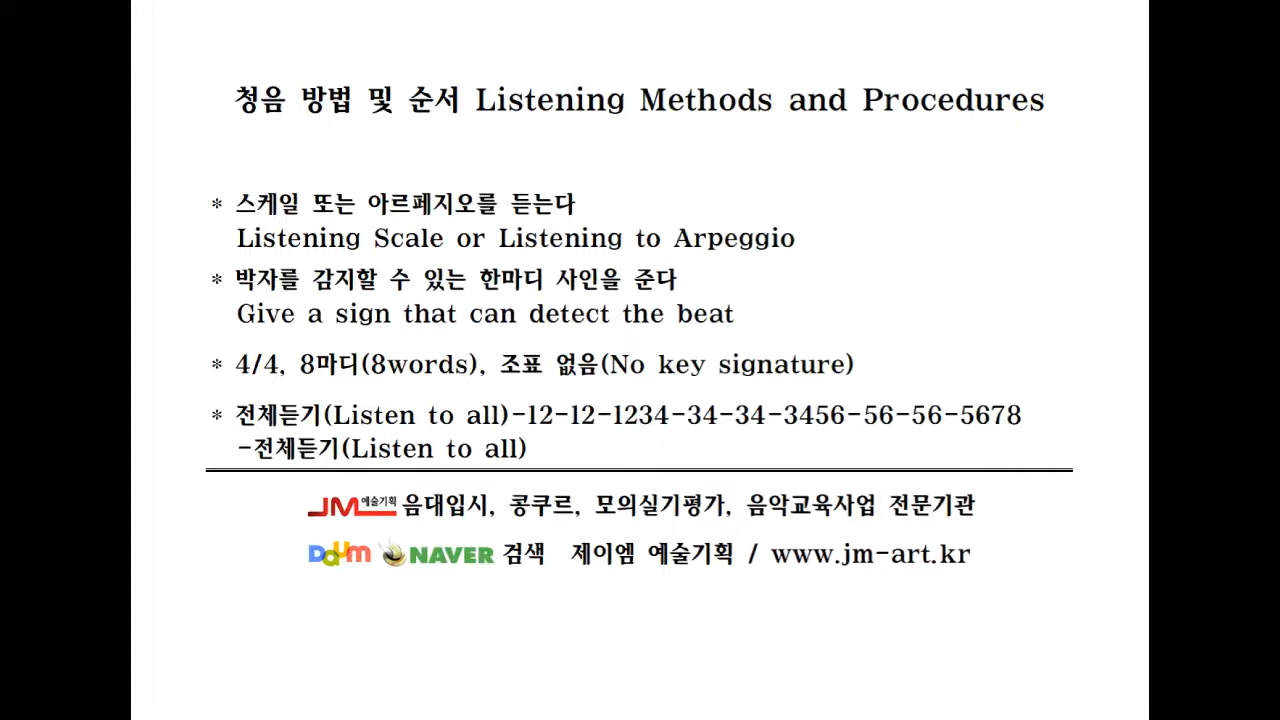 청음 방법 및 순서 Listening Methods and Procedures
* 스케일 또는 아르페지오를 듣는다
Listening Scale or Listening to Arpeggio
* 박자를 감지할 수 있는 한마디 사인을 준다
Give a sign that can detect the beat
* 4/4, 8마디(8words), 조표 없음(No key signature)
* 전체듣기(Listen to all)-12-12-1234-34-34-3456-56-56-5678
-전체듣기(Listen to all)
JM 예술기획 음대입시, 콩쿠르, 모의실기평가, 음악교육사업 전문기관
Daum NAVER 검색 제이엠 예술기획 / www.jm-art.kr